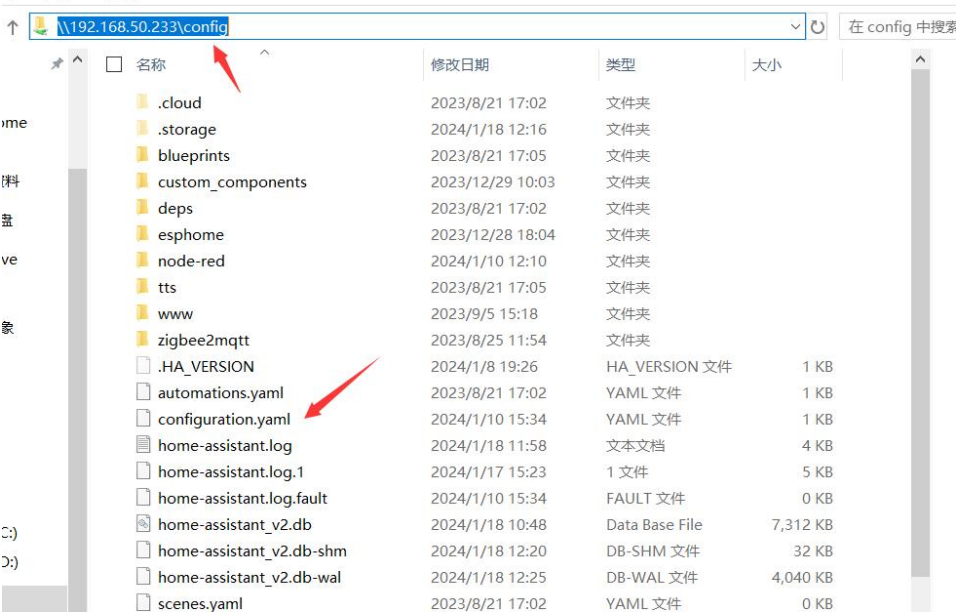 \\192.168.50.233\config
在 config 中搜索
名称 修改日期 类型 大小
.cloud 2023/8/21 17:02 文件夹
.storage 2024/1/18 12:16 文件夹
ome
blueprints 2023/8/21 17:05 文件夹
料 custom_components 2023/12/29 10:03 文件夹
deps 2023/8/21 17:02 文件夹
盘
esphome 2023/12/28 18:04 文件夹
ve node-red 2024/1/10 12:10 文件夹
tts 2023/8/21 17:05 文件夹
www 2023/9/5 15:18 文件夹
象
zigbee2mqtt 2023/8/25 11:54 文件夹
.HA_VERSION 2024/1/8 19:26 HA_VERSION 文件 1 KB
automations.yaml 2023/8/21 17:02 YAML 文件 1 KB
configuration.yaml 2024/1/10 15:34 YAML 文件 1 KB
home-assistant.log 2024/1/18 11:58 文本文档 4 KB
home-assistant.log.1 2024/1/17 15:23 1 文件 5 KB
home-assistant.log.fault 2024/1/10 15:34 FAULT 文件 0 KB
home-assistant_v2.db 2024/1/18 10:48 Data Base File 7,312 KB
C:)
home-assistant_v2.db-shm 2024/1/18 12:20 DB-SHM 文件 32 KB
D:)
home-assistant_v2.db-wal 2024/1/18 12:25 DB-WAL 文件 4,040 KB
scenes.yaml 2023/8/21 17:02 YAML 文件 0 KB